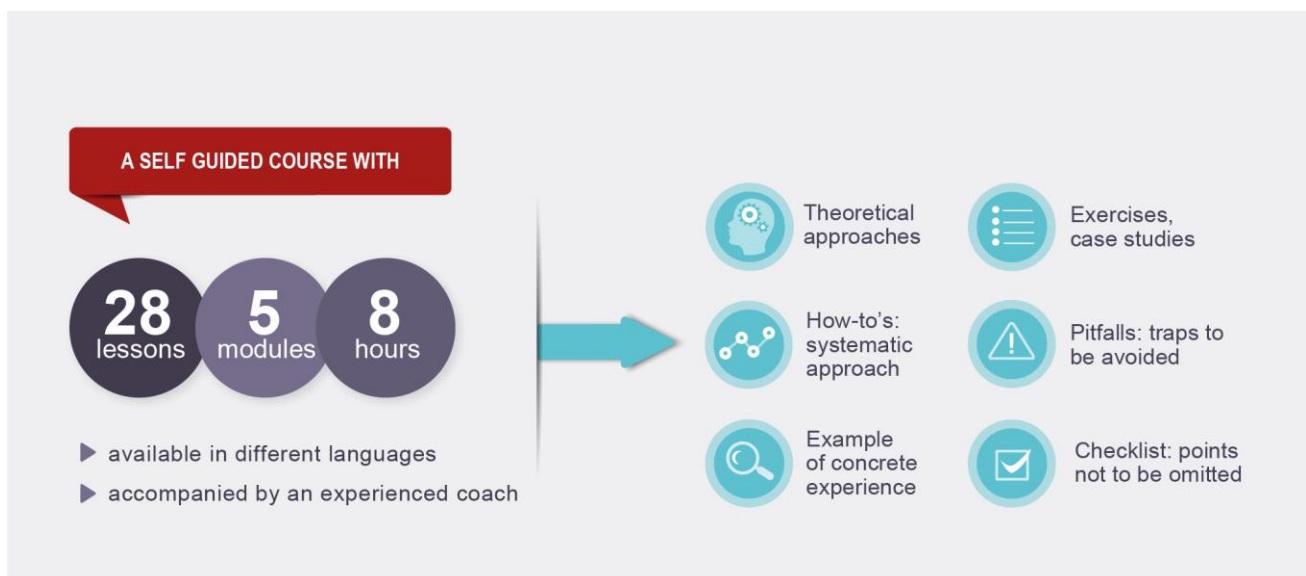 A SELF GUIDED COURSE WITH
28
lessons
5
modules
8
hours
available in different languages
accompanied by an experienced coach
Theoretical
approaches
How-to's:
systematic
approach
Example
of concrete
experience
Exercises,
case studies
Pitfalls: traps to
be avoided
Checklist: points
not to be omitted